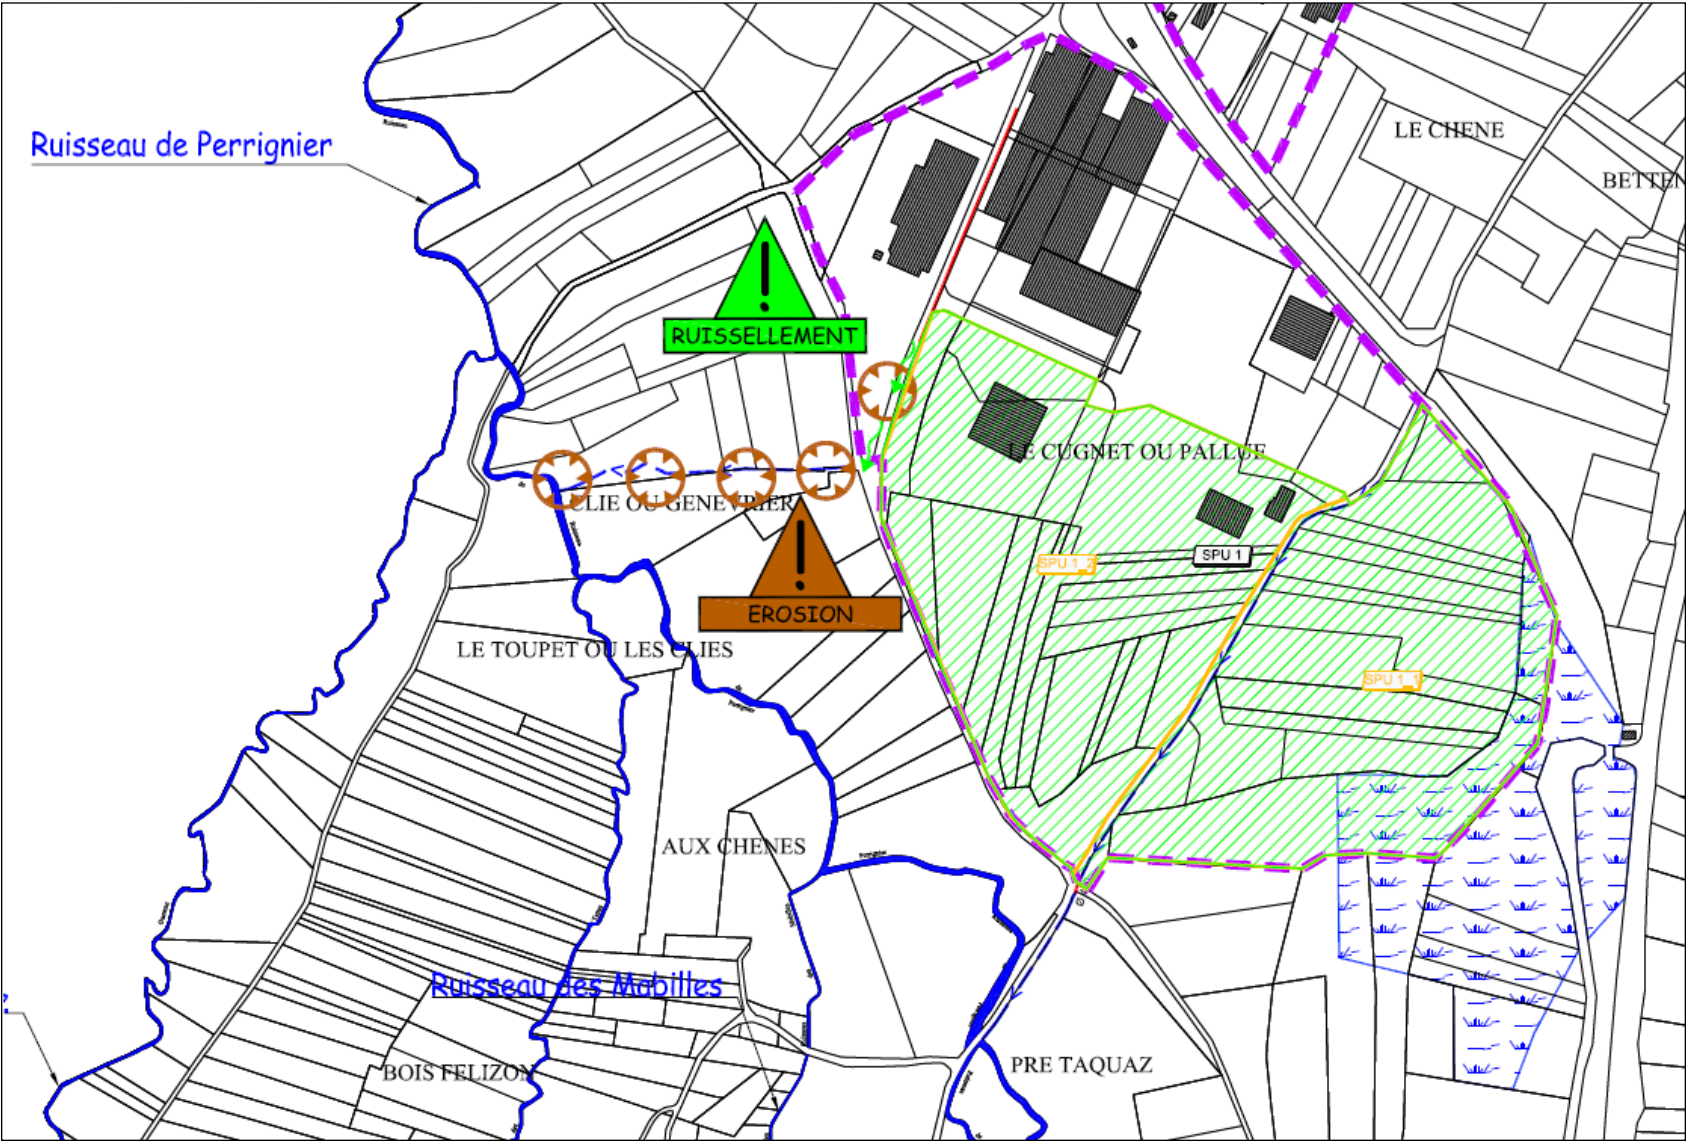 Ruisseau de Perrignier
LE CHENE
BETTEN
RUISSELLEMENT
LE CUGNET OU PALLUE
CLIE OU GENEVRIER
SPU 1_2
SPU 1
EROSION
LE TOUPET OU LES CLIES
SPU 1_1
AUX CHENES
Ruisseau des Mabilles
BOIS FELIZON
PRE TAQUAZ